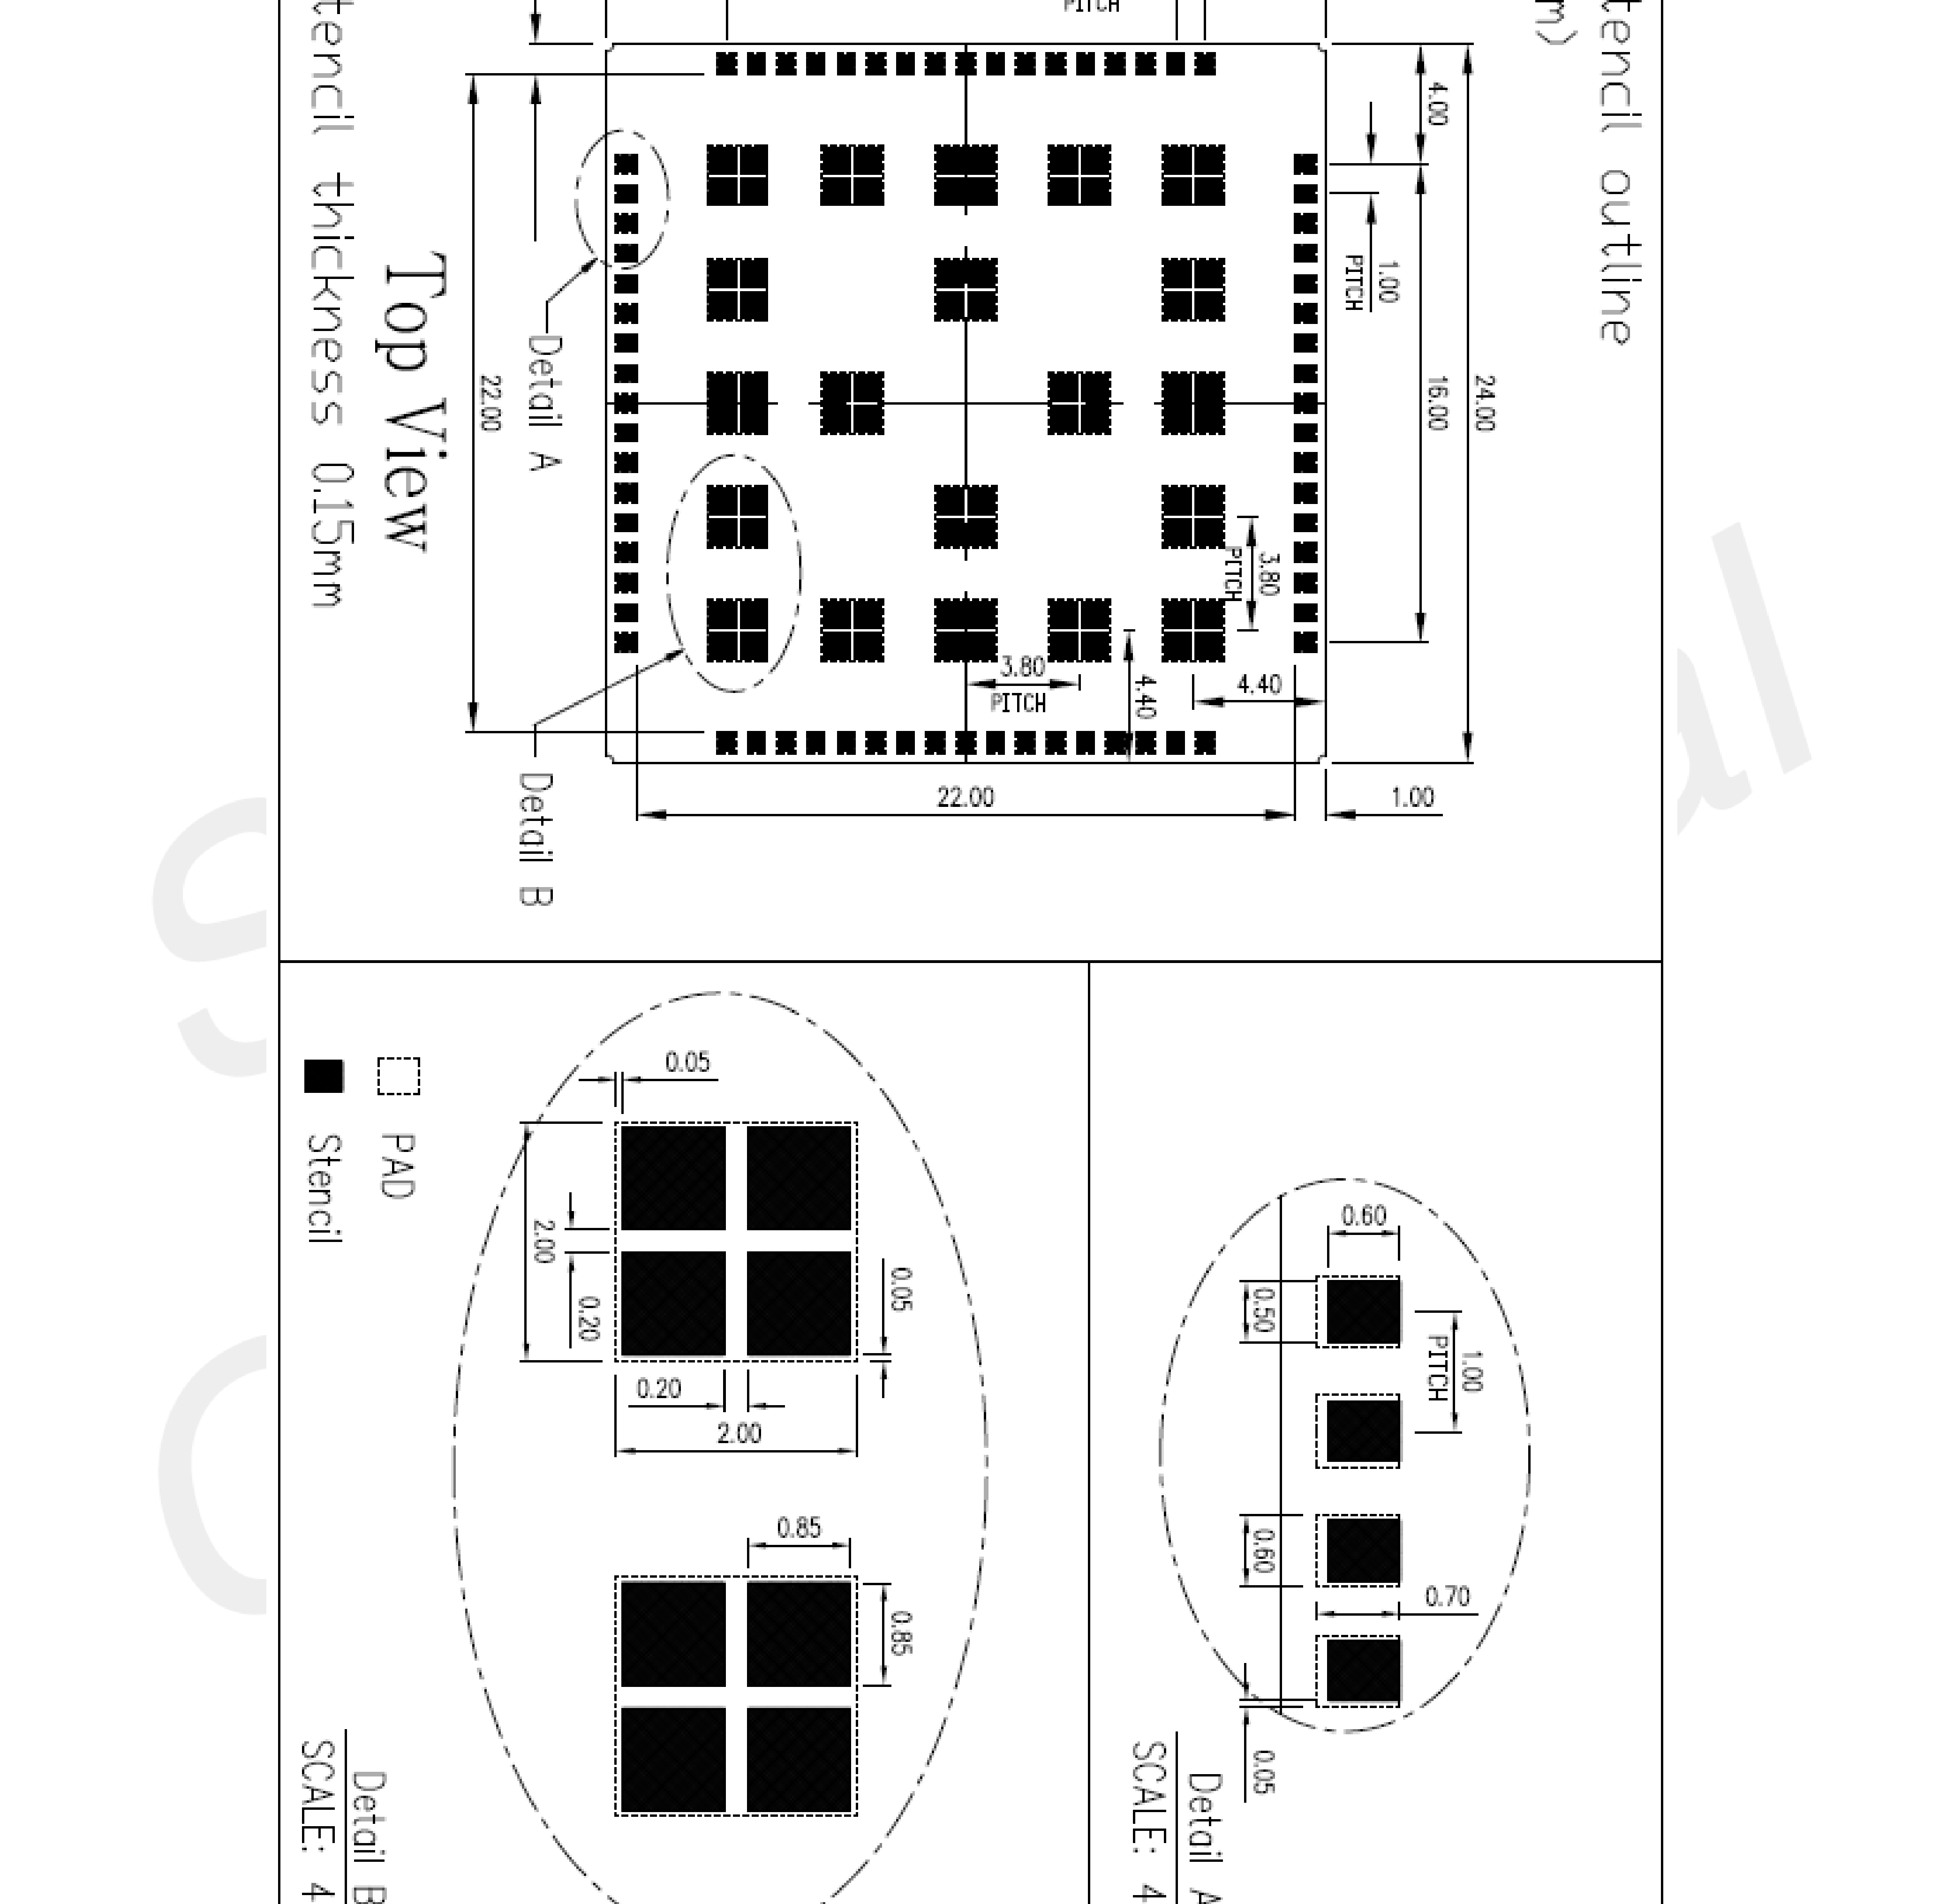 tencil outline
m)
PITCH
4.00
24.00
16.00
1.00
PITCH
3.80
PITCH
3.80
PITCH
4.40
4.40
22.00
1.00
22.00
Detail A
Detail B
Top View
tencil thickness 0.15mm
0.60
0.50
1.00
PITCH
0.60
0.70
0.05
Detail A
SCALE: 4
0.05
2.00
0.20
0.05
0.20
2.00
0.85
0.85
PAD
Stencil
Detail B
SCALE: 4